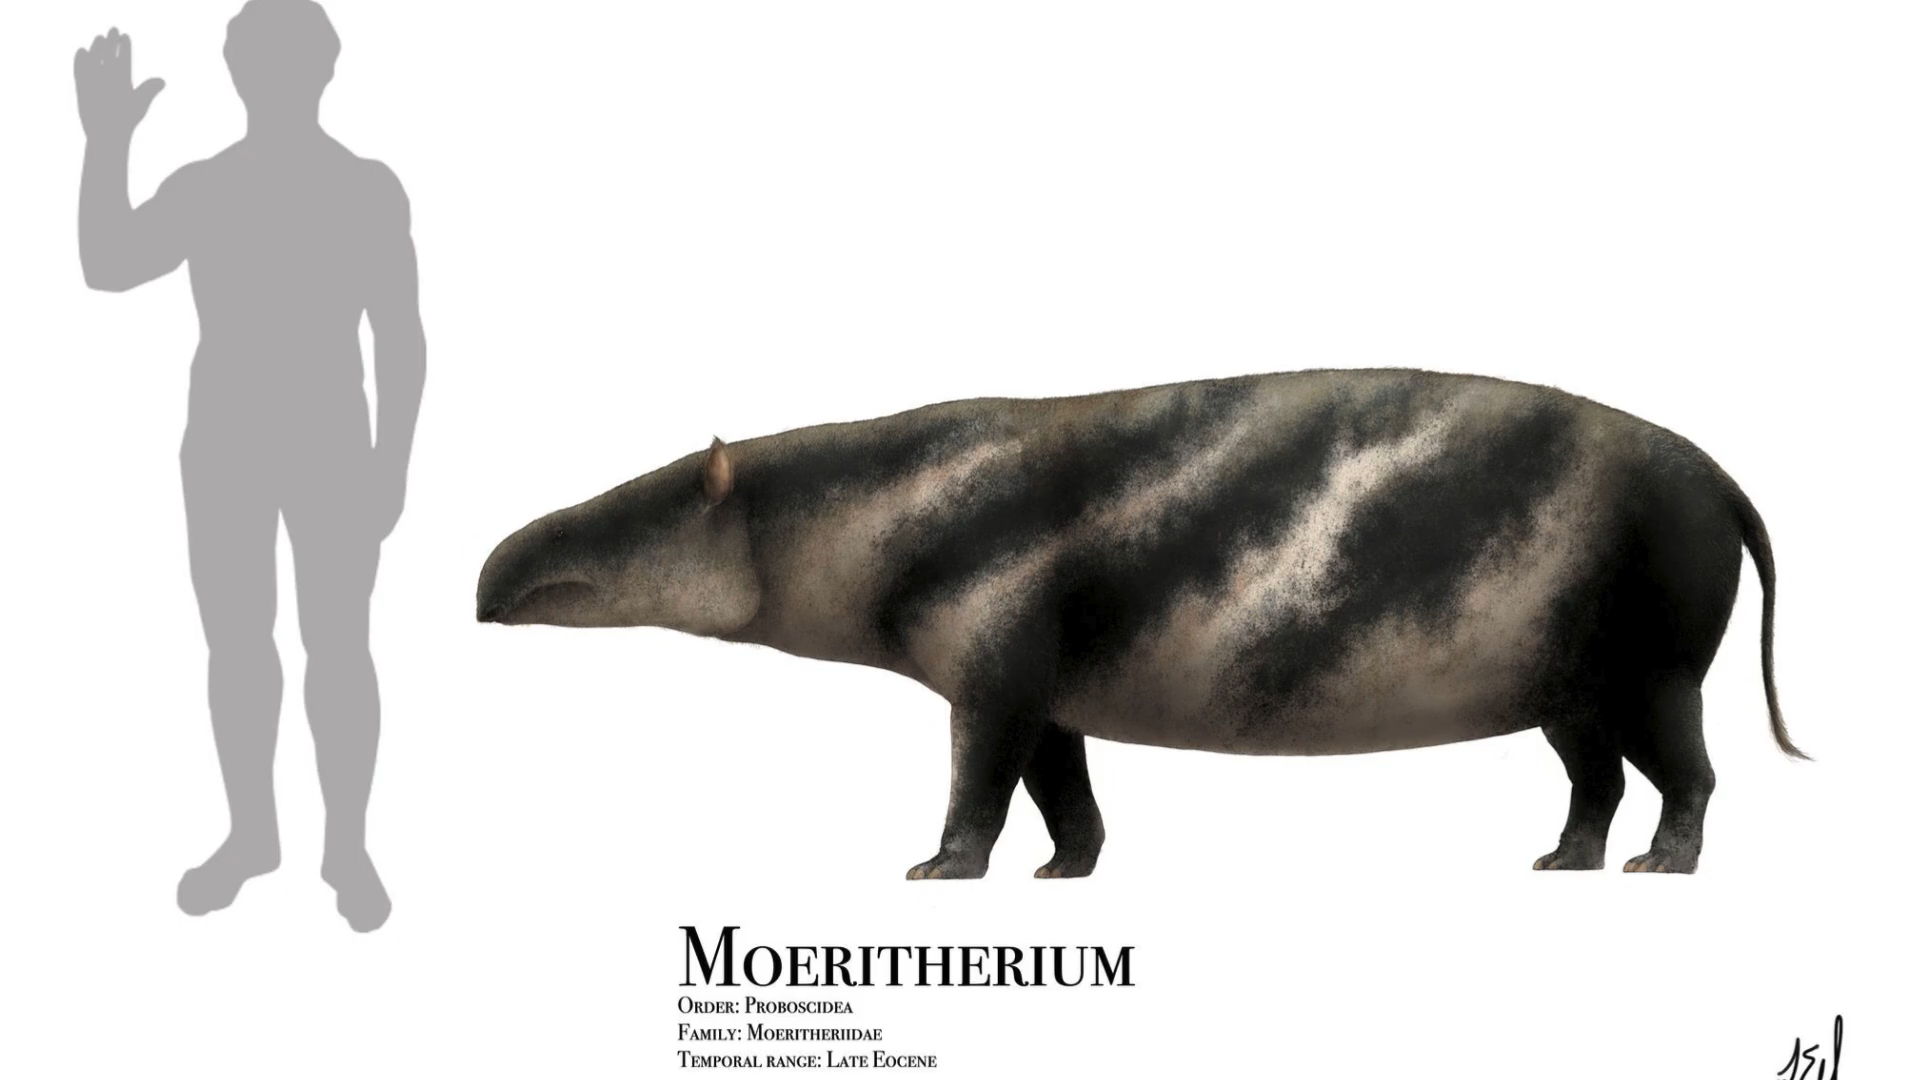 Moeritherium
Order: Proboscidea
Family: Moeritheriidae
Temporal range: Late Eocene